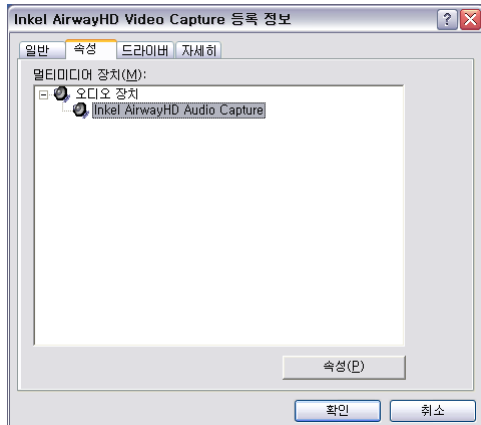 Inkel AirwayHD Video Capture 등록 정보
일반 속성 드라이버 자세히
멀티미디어 장치(M):
오디오 장치
Inkel AirwayHD Audio Capture
속성(P)
확인 취소